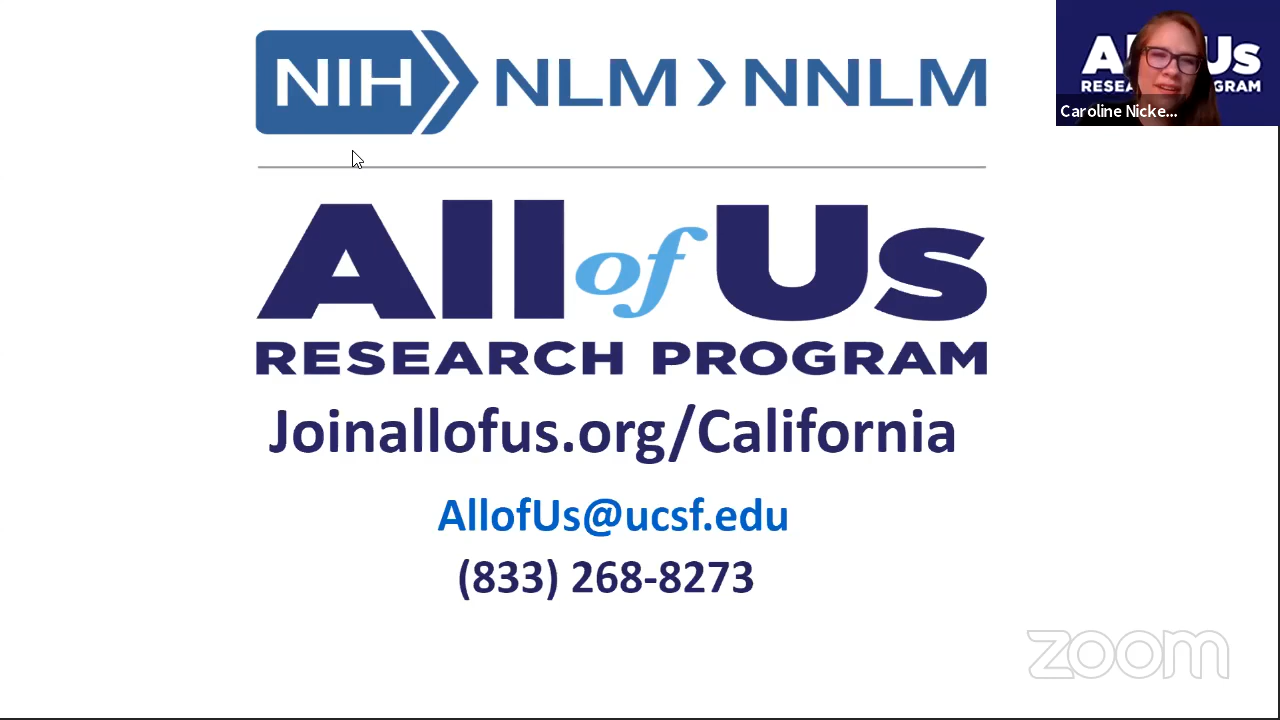 NIH NLM NNLM
All of Us
RESEARCH PROGRAM
Joinallofus.org/California
AllofUs@ucsf.edu
(833) 268-8273
Caroline Nicke...
zoom